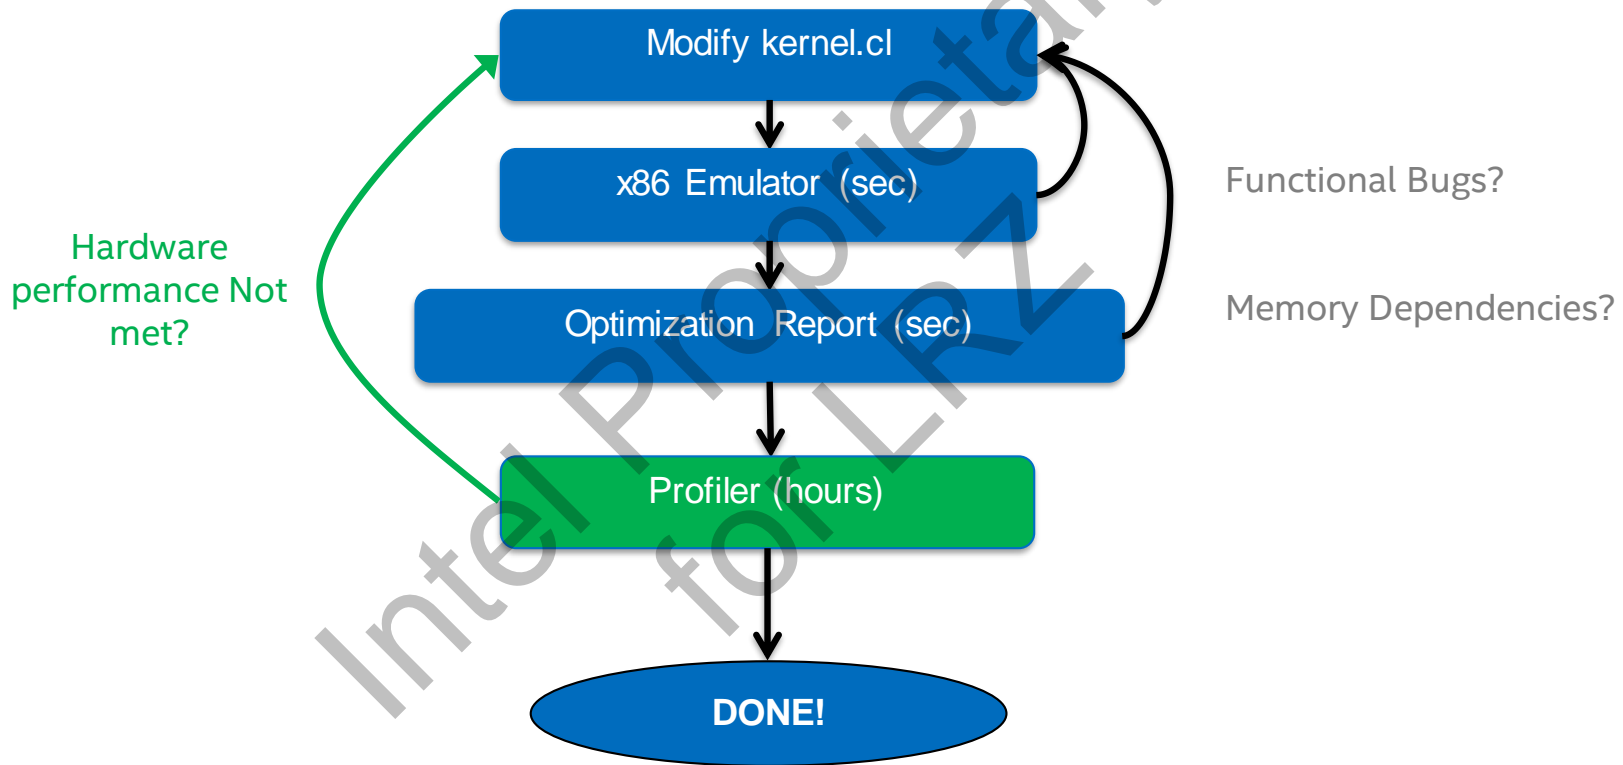 Modify kernel.cl
x86 Emulator (sec)
Functional Bugs?
Hardware
performance Not
met?
Memory Dependencies?
Optimization Report (sec)
Profiler (hours)
DONE!
Intel
for LRZ